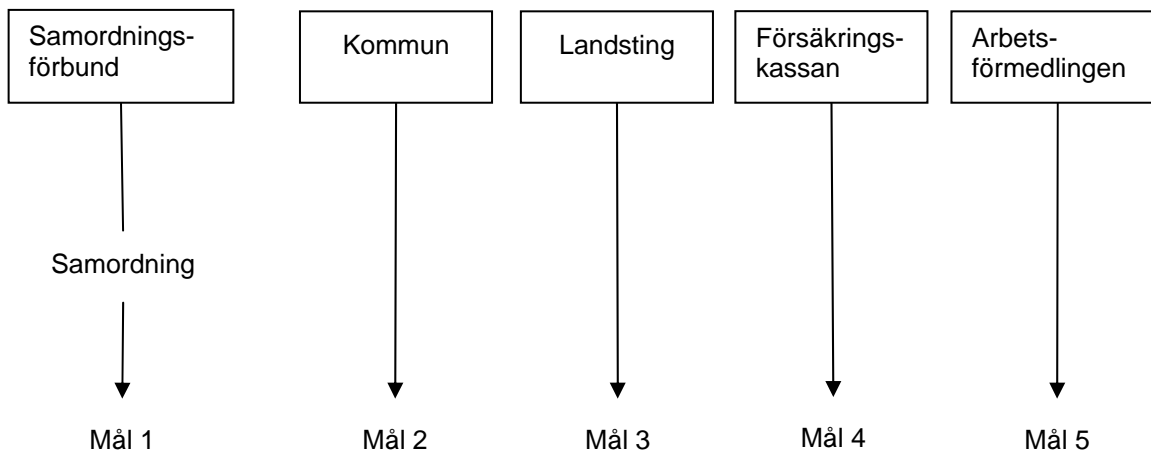 Samordnings-
förbund
Kommun
Landsting
Försäkrings-
kassan
Arbets-
förmedlingen
Samordning
Mål 1
Mål 2
Mål 3
Mål 4
Mål 5